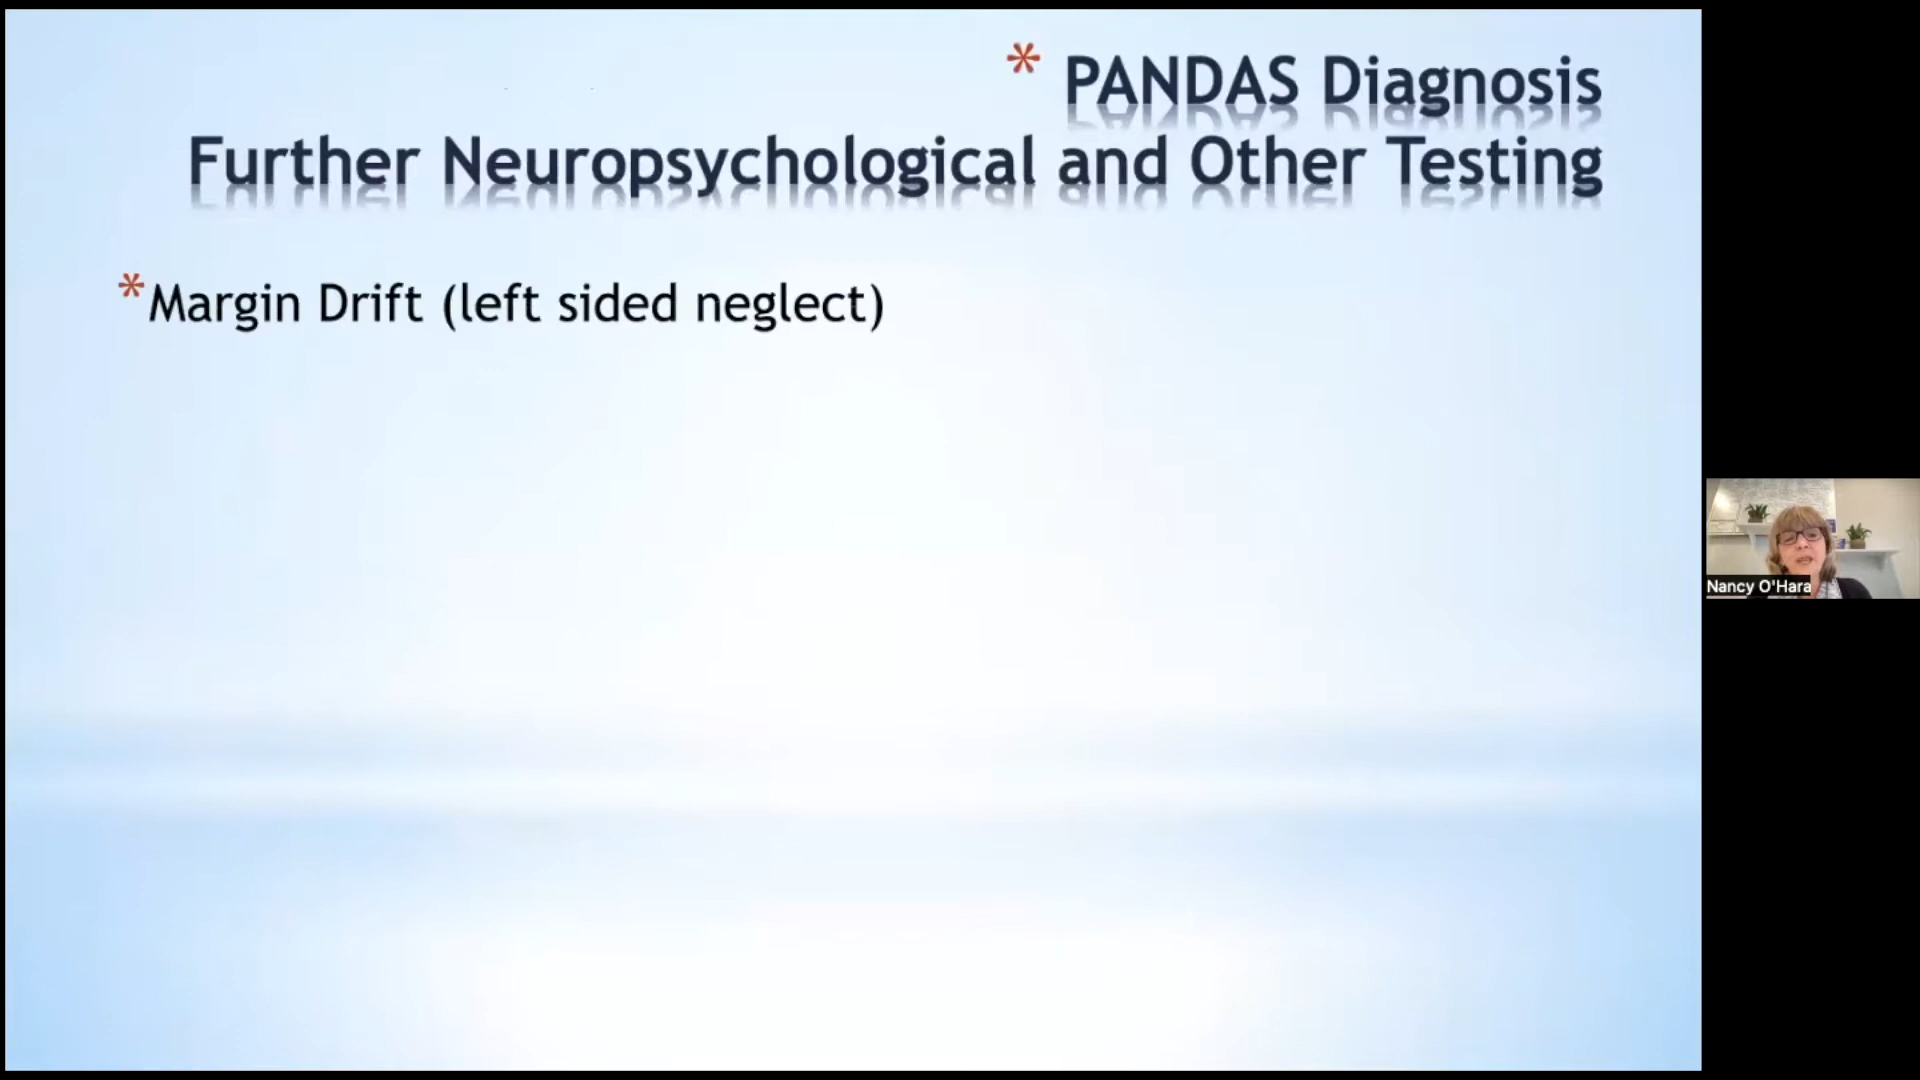 * PANDAS Diagnosis
Further Neuropsychological and Other Testing
*Margin Drift (left sided neglect)
Nancy O'Hara